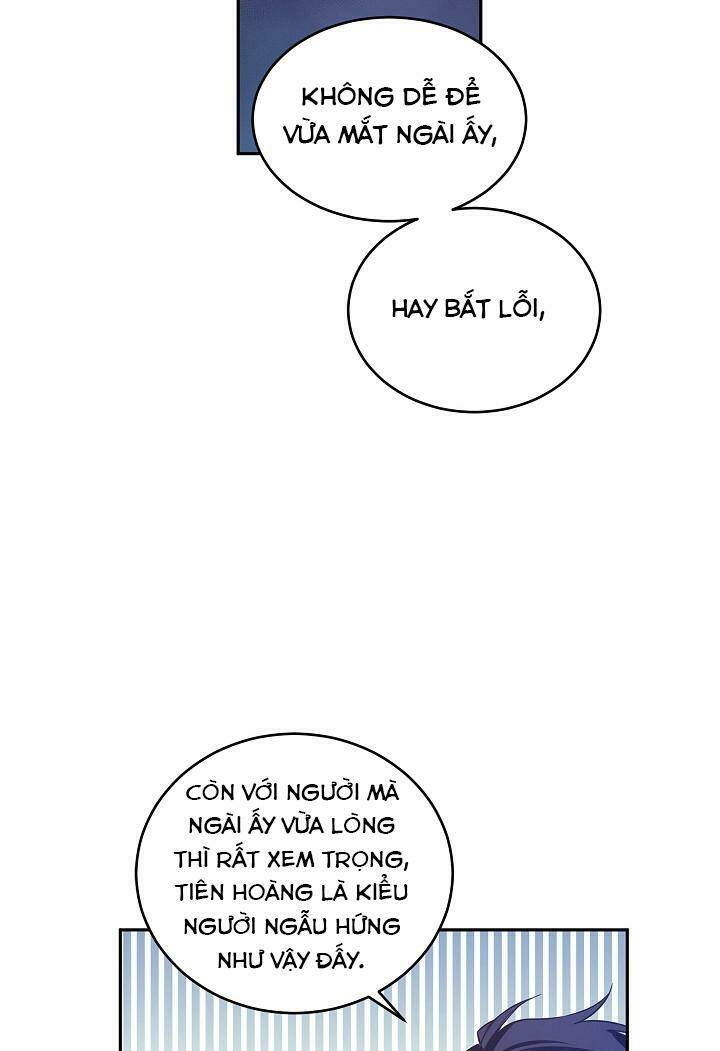 KHÔNG DỄ ĐỂ
VỪA MẮT NGÀI ẤY,
HAY BẮT LỖI,
CÒN VỚI NGƯỜI MÀ
NGÀI ẤY VỪA LÒNG
THÌ RẤT XEM TRỌNG,
TIÊN HOÀNG LÀ KIỂU
NGƯỜI NGẪU HỨNG
NHƯ VẬY ĐẤY.